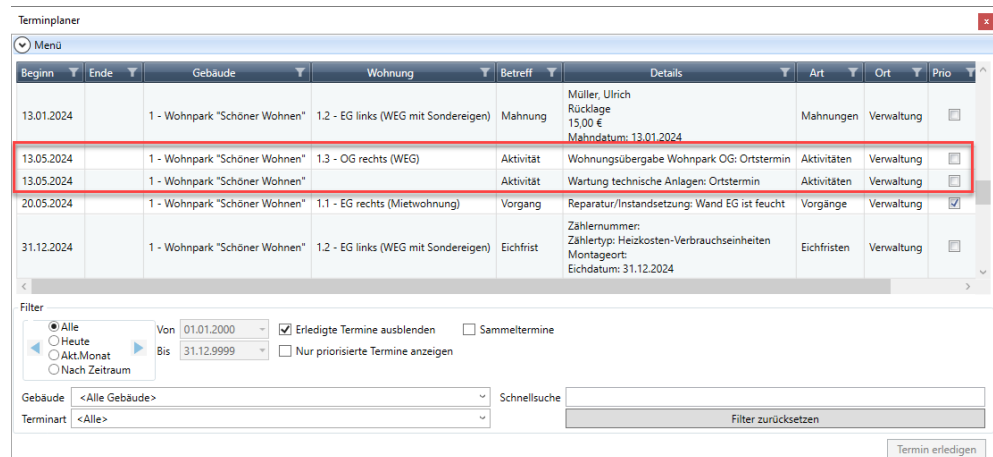 Terminplaner
x
Menü
Beginn Ende Gebäude Wohnung Betreff Details Art Ort Prio
13.01.2024 1 - Wohnpark "Schöner Wohnen" 1.2 - EG links (WEG mit Sondereigen) Mahnung Müller, Ulrich
Rücklage
15,00 €
Mahndatum: 13.01.2024 Mahnungen Verwaltung
13.05.2024 1 - Wohnpark "Schöner Wohnen" 1.3 - OG rechts (WEG) Aktivität Wohnungsübergabe Wohnpark OG: Ortstermin Aktivitäten Verwaltung
13.05.2024 1 - Wohnpark "Schöner Wohnen" Aktivität Wartung technische Anlagen: Ortstermin Aktivitäten Verwaltung
20.05.2024 1 - Wohnpark "Schöner Wohnen" 1.1 - EG rechts (Mietwohnung) Vorgang Reparatur/Instandsetzung: Wand EG ist feucht Vorgänge Verwaltung
31.12.2024 1 - Wohnpark "Schöner Wohnen" 1.2 - EG links (WEG mit Sondereigen) Eichfrist Zählernummer:
Zählertyp: Heizkosten-Verbrauchseinheiten
Montageort:
Eichdatum: 31.12.2024 Eichfristen Verwaltung
Filter
Alle
Heute
Akt.Monat
Nach Zeitraum
Von 01.01.2000 Erledigte Termine ausblenden Sammeltermine
Bis 31.12.9999 Nur priorisierte Termine anzeigen
Gebäude <Alle Gebäude> Schnellsuche
Terminart <Alle> Filter zurücksetzen
Termin erledigen